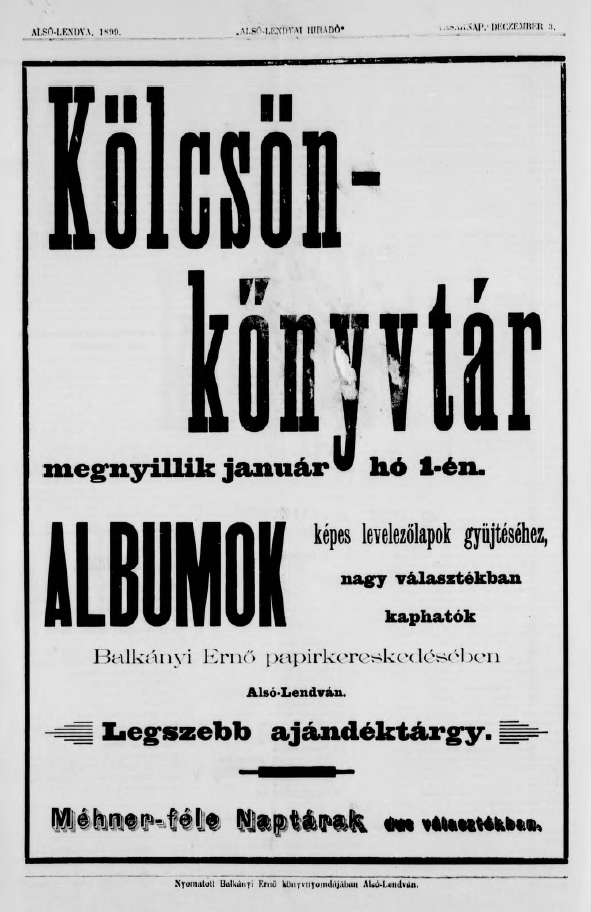 ALSÓ-LENDVA, 1899.
„ALSÓ-LENDVAI HIRADÓ"
VASÁRNAP, DECZEMBER 3.
Kölcsön-
könyvtár
megnyillik január hó 1-én.
ALBUMOK
képes levelezőlapok gyüjtéséhez,
nagy választékban
kaphatók
Balkányi Ernő papirkereskedésében
Alsó-Lendván.
Legszebb ajándéktárgy.
Méhner-féle Naptárak dus választékban.
Nyomatott Balkányi Ernő könyvnyomdájában Alsó-Lendván.